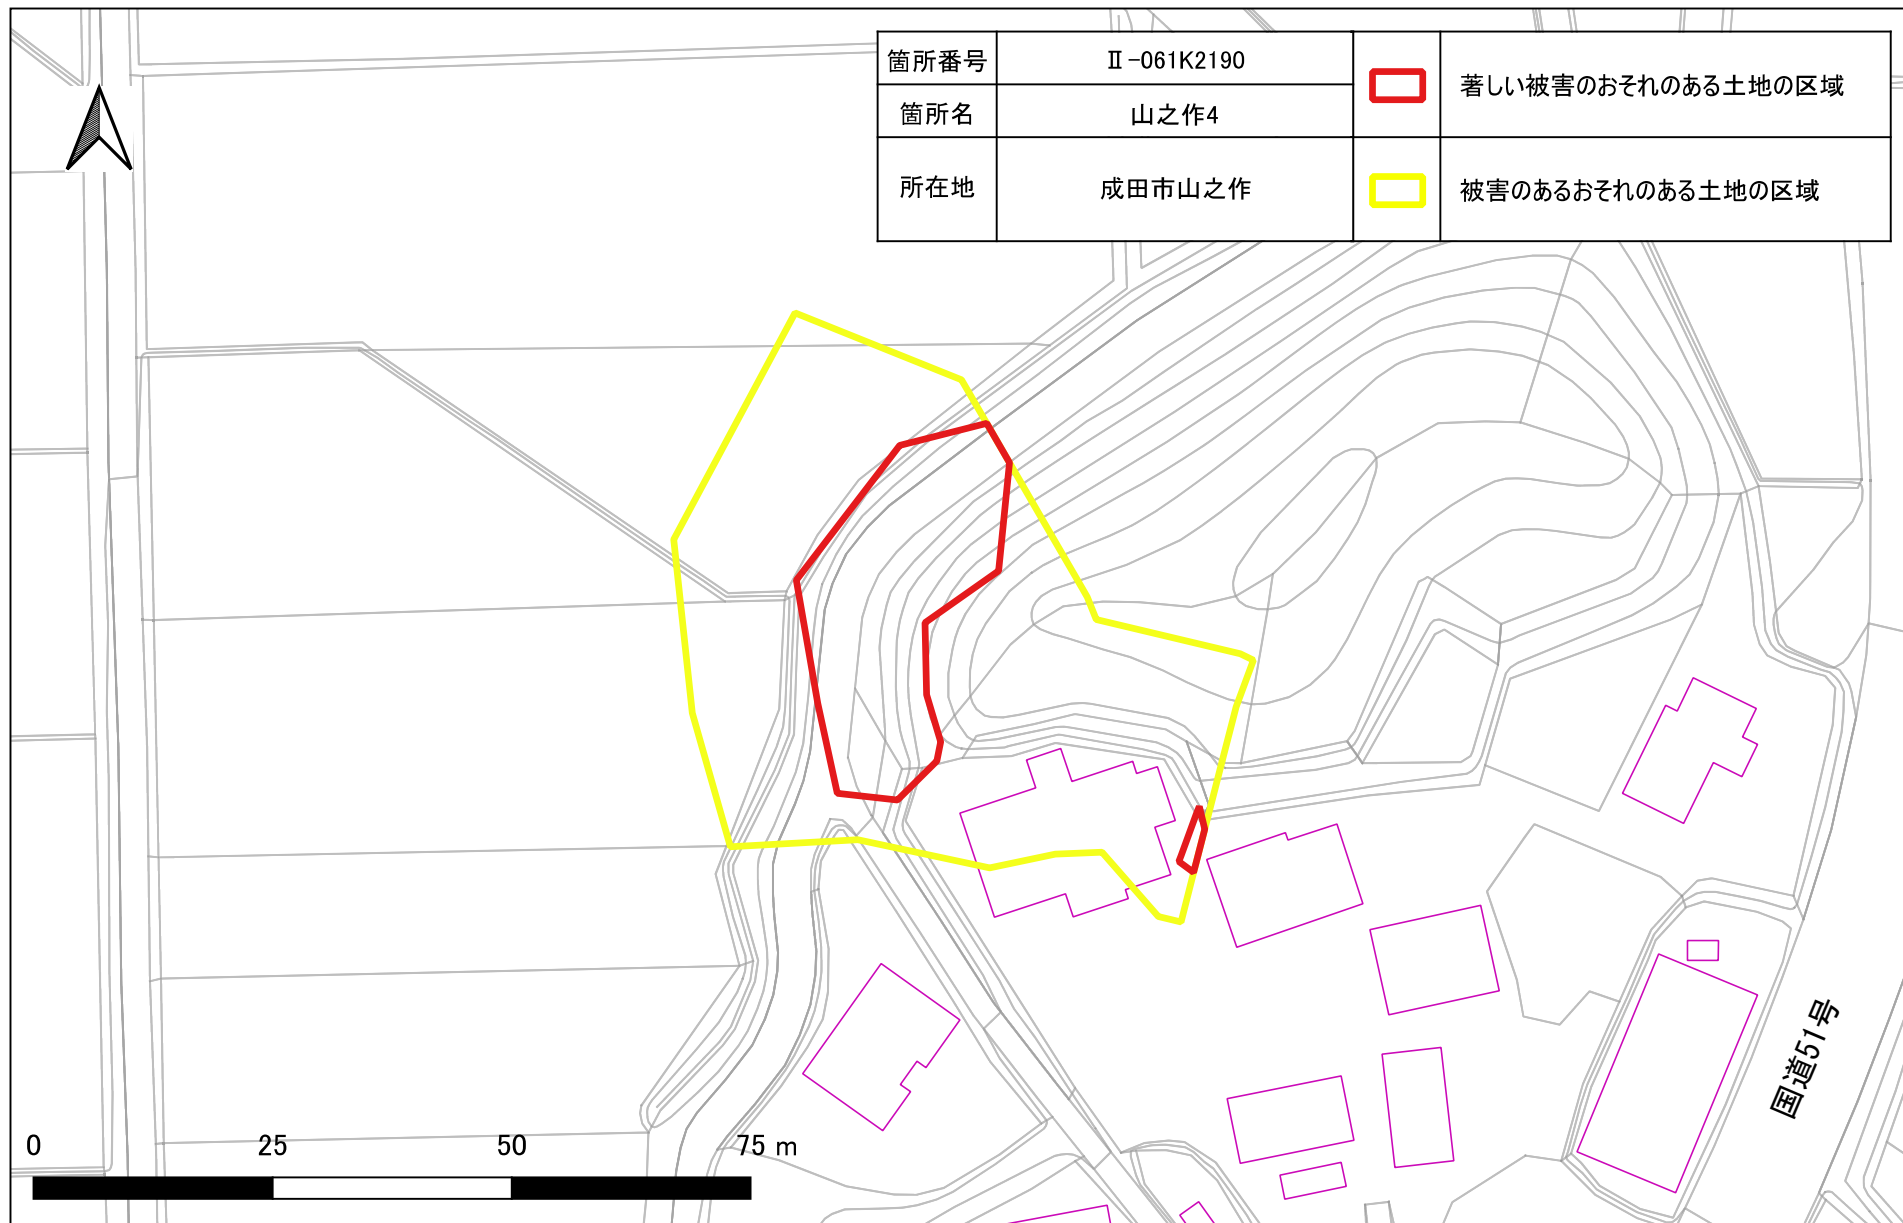 箇所番号 Ⅱ-061K2190
著しい被害のおそれのある土地の区域
箇所名 山之作4
所在地 成田市山之作
被害のあるおそれのある土地の区域
国道51号
0 25 50 75 m